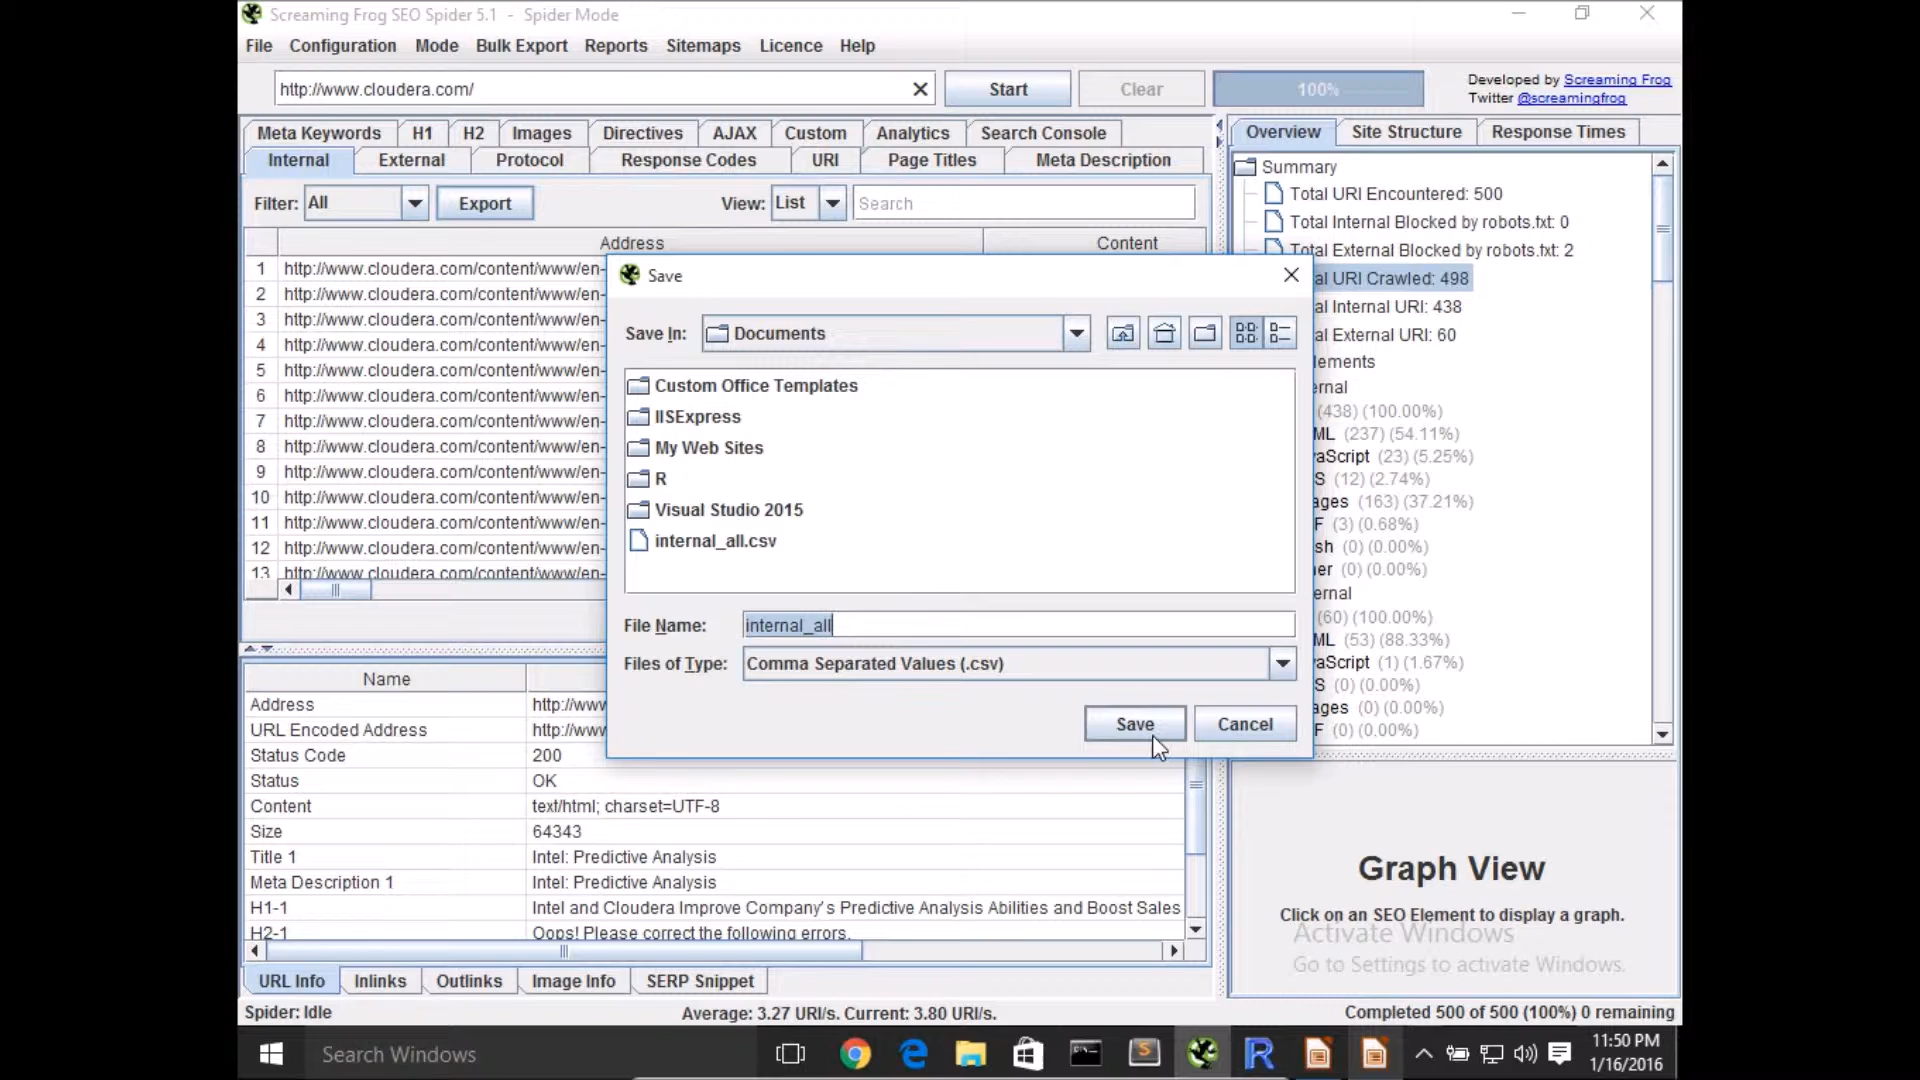 Screaming Frog SEO Spider 5.1 - Spider Mode
File Configuration Mode Bulk Export Reports Sitemaps Licence Help
http://www.cloudera.com/
Start
Clear
100%
Developed by Screaming Frog
Twitter @screamingfrog
Meta Keywords H1 H2 Images Directives AJAX Custom Analytics Search Console
Internal External Protocol Response Codes URI Page Titles Meta Description
Filter: All Export View: List Search
Address Content
1 http://www.cloudera.com/content/www/en-
2 http://www.cloudera.com/content/www/en-
3 http://www.cloudera.com/content/www/en-
4 http://www.cloudera.com/content/www/en-
5 http://www.cloudera.com/content/www/en-
6 http://www.cloudera.com/content/www/en-
7 http://www.cloudera.com/content/www/en-
8 http://www.cloudera.com/content/www/en-
9 http://www.cloudera.com/content/www/en-
10 http://www.cloudera.com/content/www/en-
11 http://www.cloudera.com/content/www/en-
12 http://www.cloudera.com/content/www/en-
13 http://www.cloudera.com/content/www/en-
Save
Save In: Documents
Custom Office Templates
IISExpress
My Web Sites
R
Visual Studio 2015
internal_all.csv
File Name: internal_all
Files of Type: Comma Separated Values (.csv)
Save Cancel
Overview Site Structure Response Times
Summary
Total URI Encountered: 500
Total Internal Blocked by robots.txt: 0
Total External Blocked by robots.txt: 2
al URI Crawled: 498
al Internal URI: 438
al External URI: 60
lements
rnal
(438) (100.00%)
ML (237) (54.11%)
vaScript (23) (5.25%)
S (12) (2.74%)
ages (163) (37.21%)
F (3) (0.68%)
sh (0) (0.00%)
er (0) (0.00%)
ernal
(60) (100.00%)
ML (53) (88.33%)
vaScript (1) (1.67%)
S (0) (0.00%)
ages (0) (0.00%)
F (0) (0.00%)
Name
Address http://www
URL Encoded Address http://www
Status Code 200
Status OK
Content text/html; charset=UTF-8
Size 64343
Title 1 Intel: Predictive Analysis
Meta Description 1 Intel: Predictive Analysis
H1-1 Intel and Cloudera Improve Company's Predictive Analysis Abilities and Boost Sales
H2-1 Oops! Please correct the following errors.
URL Info Inlinks Outlinks Image Info SERP Snippet
Graph View
Click on an SEO Element to display a graph.
Activate Windows
Go to Settings to activate Windows.
Spider: Idle Average: 3.27 URI/s. Current: 3.80 URI/s. Completed 500 of 500 (100%) 0 remaining
Search Windows
11:50 PM
1/16/2016